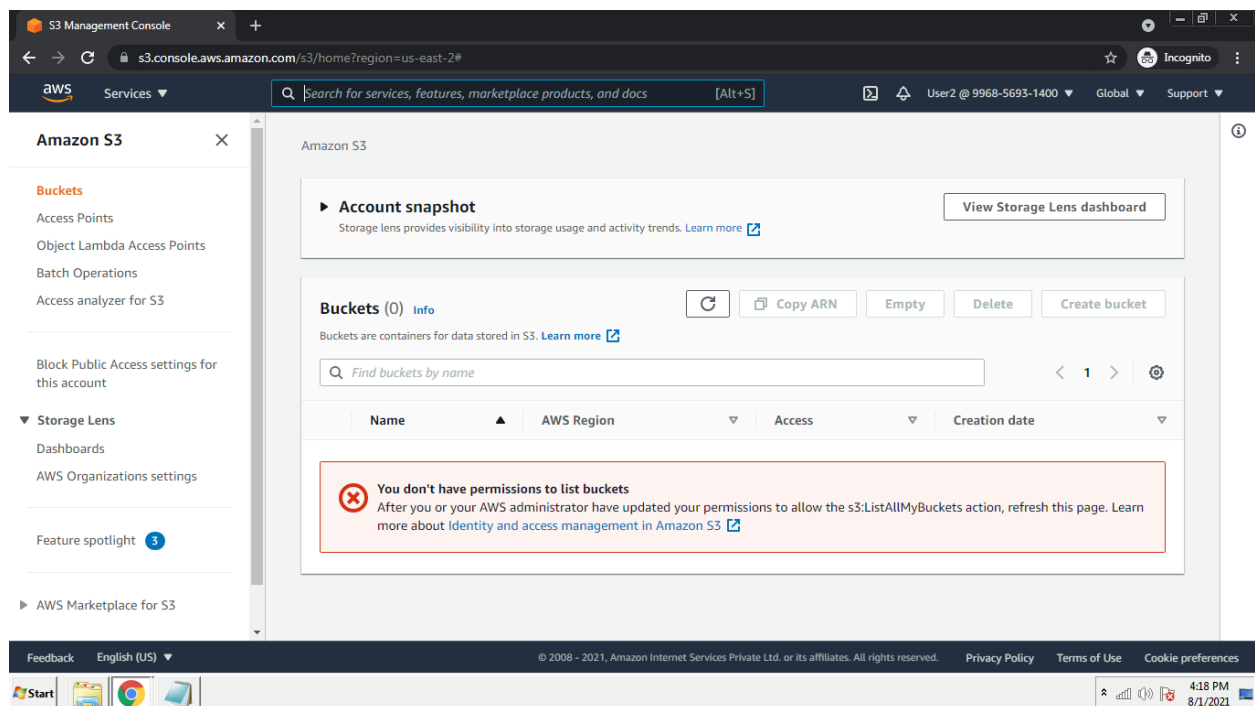 S3 Management Console
s3.console.aws.amazon.com/s3/home?region=us-east-2#
Incognito
aws
Services
Search for services, features, marketplace products, and docs
[Alt+S]
User2 @ 9968-5693-1400
Global
Support
Amazon S3
Buckets
Access Points
Object Lambda Access Points
Batch Operations
Access analyzer for S3
Block Public Access settings for
this account
Storage Lens
Dashboards
AWS Organizations settings
Feature spotlight 3
AWS Marketplace for S3
Amazon S3
Account snapshot
Storage lens provides visibility into storage usage and activity trends. Learn more
View Storage Lens dashboard
Buckets (0) Info
Copy ARN
Empty
Delete
Create bucket
Buckets are containers for data stored in S3. Learn more
Find buckets by name
1
Name
AWS Region
Access
Creation date
You don't have permissions to list buckets
After you or your AWS administrator have updated your permissions to allow the s3:ListAllMyBuckets action, refresh this page. Learn
more about Identity and access management in Amazon S3
Feedback
English (US)
© 2008 - 2021, Amazon Internet Services Private Ltd. or its affiliates. All rights reserved.
Privacy Policy
Terms of Use
Cookie preferences
Start
4:18 PM
8/1/2021